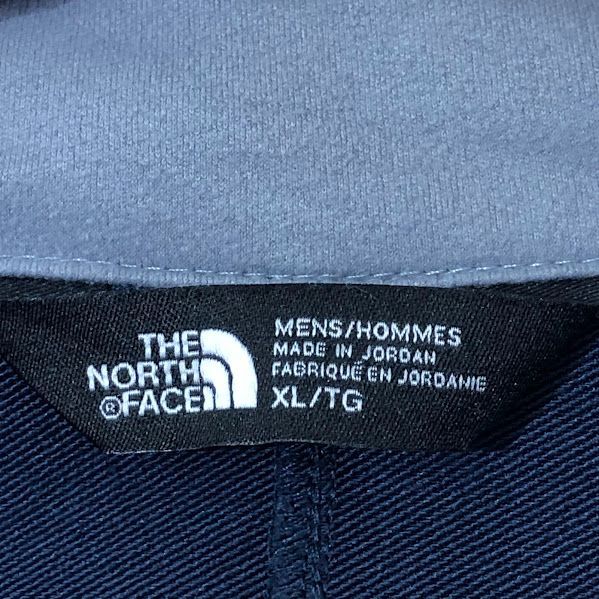 THE
NORTH
®FACE
MENS/HOMMES
MADE IN JORDAN
FABRIQUÉ EN JORDANIE
XL/TG